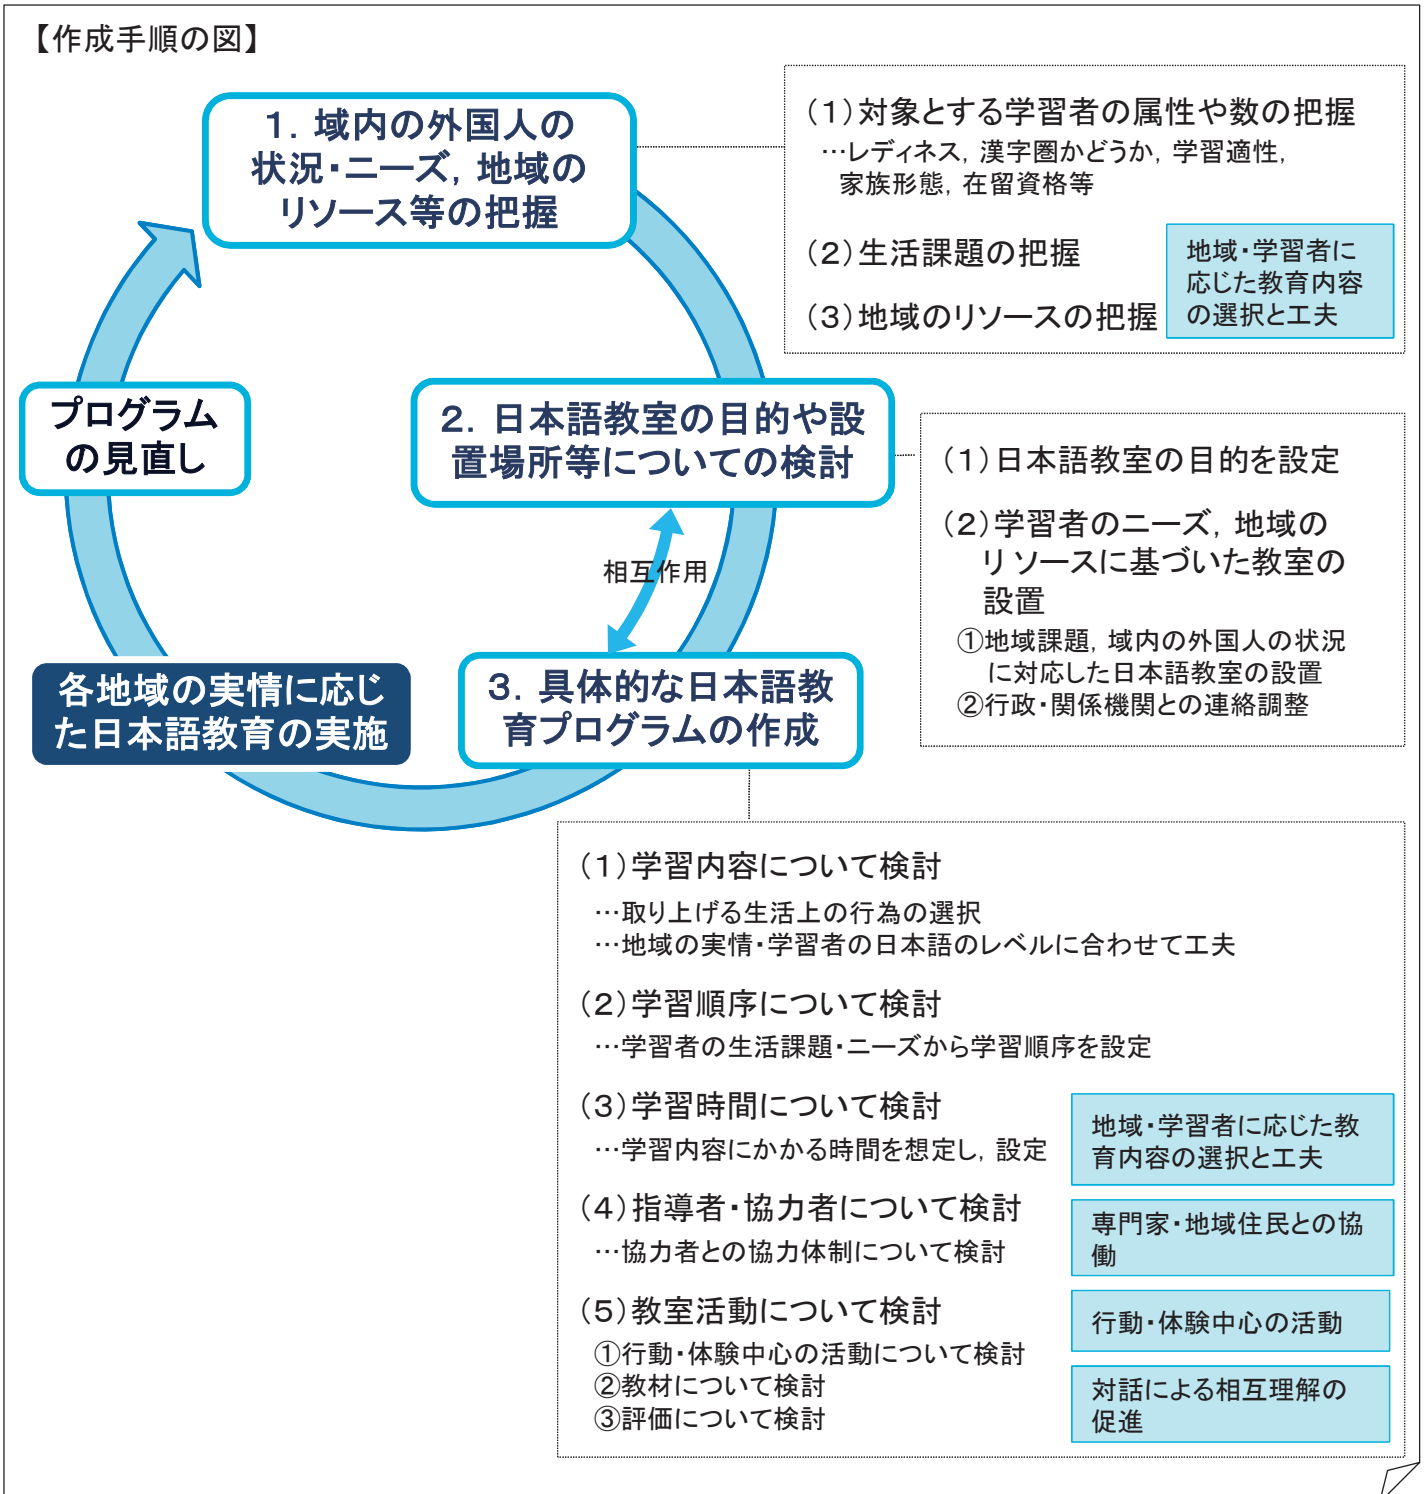 【作成手順の図】
1．域内の外国人の
状況・ニーズ，地域の
リソース等の把握
(1)対象とする学習者の属性や数の把握
…レディネス，漢字圏かどうか，学習適性，
家族形態，在留資格等
(2)生活課題の把握
(3)地域のリソースの把握
地域・学習者に
応じた教育内容
の選択と工夫
プログラム
の見直し
2．日本語教室の目的や設
置場所等についての検討
(1)日本語教室の目的を設定
(2)学習者のニーズ，地域の
リソースに基づいた教室の
設置
①地域課題，域内の外国人の状況
に対応した日本語教室の設置
②行政・関係機関との連絡調整
相互作用
各地域の実情に応じ
た日本語教育の実施
3．具体的な日本語教
育プログラムの作成
(1)学習内容について検討
…取り上げる生活上の行為の選択
…地域の実情・学習者の日本語のレベルに合わせて工夫
(2)学習順序について検討
…学習者の生活課題・ニーズから学習順序を設定
(3)学習時間について検討
…学習内容にかかる時間を想定し，設定
地域・学習者に応じた教
育内容の選択と工夫
(4)指導者・協力者について検討
…協力者との協力体制について検討
専門家・地域住民との協
働
(5)教室活動について検討
①行動・体験中心の活動について検討
②教材について検討
③評価について検討
行動・体験中心の活動
対話による相互理解の
促進